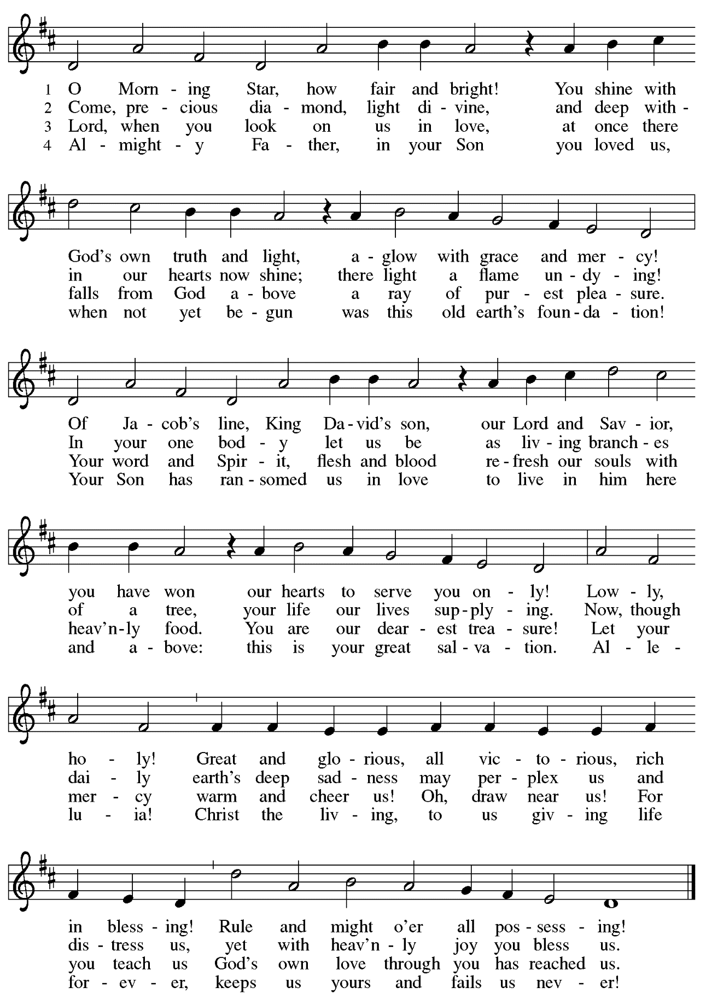 1 O Morn - ing Star, how fair and bright! You shine with
2 Come, pre - cious dia - mond, light di - vine, and deep with -
3 Lord, when you look on us in love, at once there
4 Al - might - y Fa - ther, in your Son you loved us,
God's own truth and light, a - glow with grace and mer - cy!
in our hearts now shine; there light a flame un - dy - ing!
falls from God a - bove a ray of pur - est plea - sure.
when not yet be - gun was this old earth's foun - da - tion!
Of Ja - cob's line, King Da - vid's son, our Lord and Sav - ior,
In your one bod - y let us be as liv - ing branch - es
Your word and Spir - it, flesh and blood re - fresh our souls with
Your Son has ran - somed us in love to live in him here
you have won our hearts to serve you on - ly! Low - ly,
of a tree, your life our lives sup - ply - ing. Now, though
heav'n - ly food. You are our dear - est trea - sure! Let your
and a - bove: this is your great sal - va - tion. Al - le -
ho - ly! Great and glo - rious, all vic - to - rious, rich
dai - ly earth's deep sad - ness may per - plex us and
mer - cy warm and cheer us! Oh, draw near us! For
lu - ia! Christ the liv - ing, to us giv - ing life
in bless - ing! Rule and might o'er all pos - sess - ing!
dis - tress us, yet with heav'n - ly joy you bless us.
you teach us God's own love through you has reached us.
for - ev - er, keeps us yours and fails us nev - er!